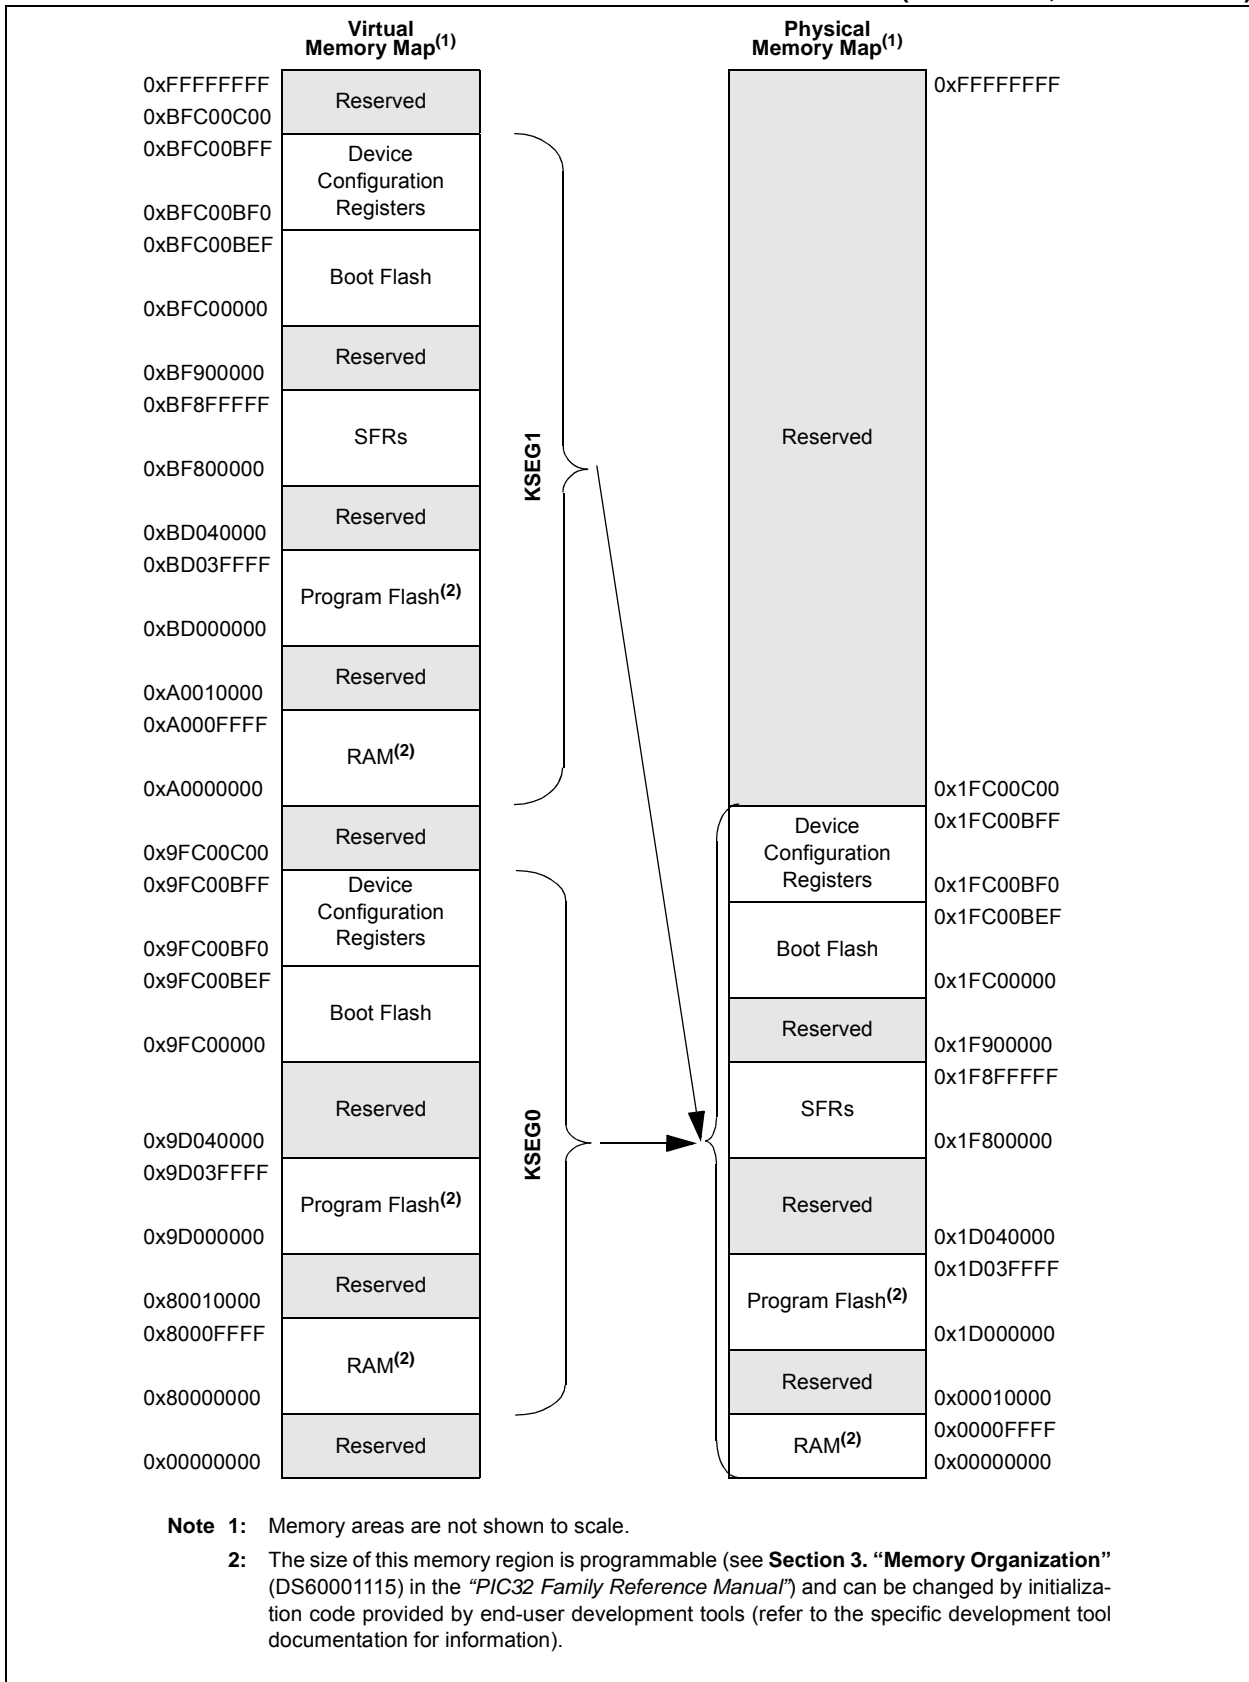 Virtual
Memory Map(1)
0xFFFFFFFF
Reserved
0xBFC00C00
0xBFC00BFF
Device
Configuration
Registers
0xBFC00BF0
0xBFC00BEF
Boot Flash
0xBFC00000
Reserved
0xBF900000
0xBF8FFFFF
SFRs
0xBF800000
Reserved
0xBD040000
0xBD03FFFF
Program Flash(2)
0xBD000000
Reserved
0xA0010000
0xA000FFFF
RAM(2)
0xA0000000
Reserved
0x9FC00C00
0x9FC00BFF
Device
Configuration
Registers
0x9FC00BF0
0x9FC00BEF
Boot Flash
0x9FC00000
Reserved
0x9D040000
0x9D03FFFF
Program Flash(2)
0x9D000000
Reserved
0x80010000
0x8000FFFF
RAM(2)
0x80000000
Reserved
0x00000000
KSEG1
KSEG0
Physical
Memory Map(1)
0xFFFFFFFF
Reserved
0x1FC00C00
0x1FC00BFF
Device
Configuration
Registers
0x1FC00BF0
0x1FC00BEF
Boot Flash
0x1FC00000
Reserved
0x1F900000
0x1F8FFFFF
SFRs
0x1F800000
Reserved
0x1D040000
0x1D03FFFF
Program Flash(2)
0x1D000000
Reserved
0x00010000
0x0000FFFF
RAM(2)
0x00000000
Note 1: Memory areas are not shown to scale.
2: The size of this memory region is programmable (see Section 3. “Memory Organization”
(DS60001115) in the “PIC32 Family Reference Manual”) and can be changed by initializa-
tion code provided by end-user development tools (refer to the specific development tool
documentation for information).